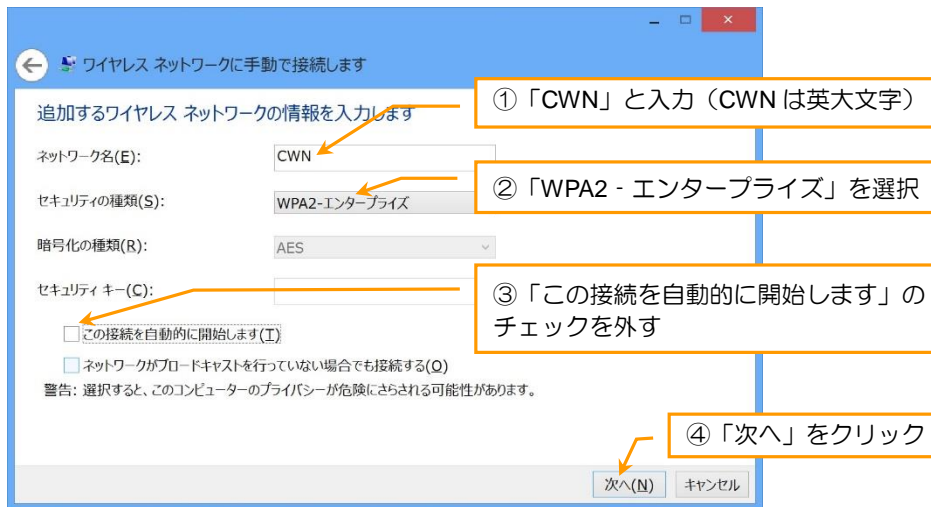 ワイヤレス ネットワークに手動で接続します
追加するワイヤレス ネットワークの情報を入力します
①「CWN」と入力（CWN は英大文字）
ネットワーク名(E):
CWN
②「WPA2‐エンタープライズ」を選択
セキュリティの種類(S):
WPA2-エンタープライズ
暗号化の種類(R):
AES
セキュリティ キー(C):
③「この接続を自動的に開始します」の
チェックを外す
この接続を自動的に開始します(T)
ネットワークがブロードキャストを行っていない場合でも接続する(O)
警告: 選択すると、このコンピューターのプライバシーが危険にさらされる可能性があります。
④「次へ」をクリック
次へ(N)
キャンセル